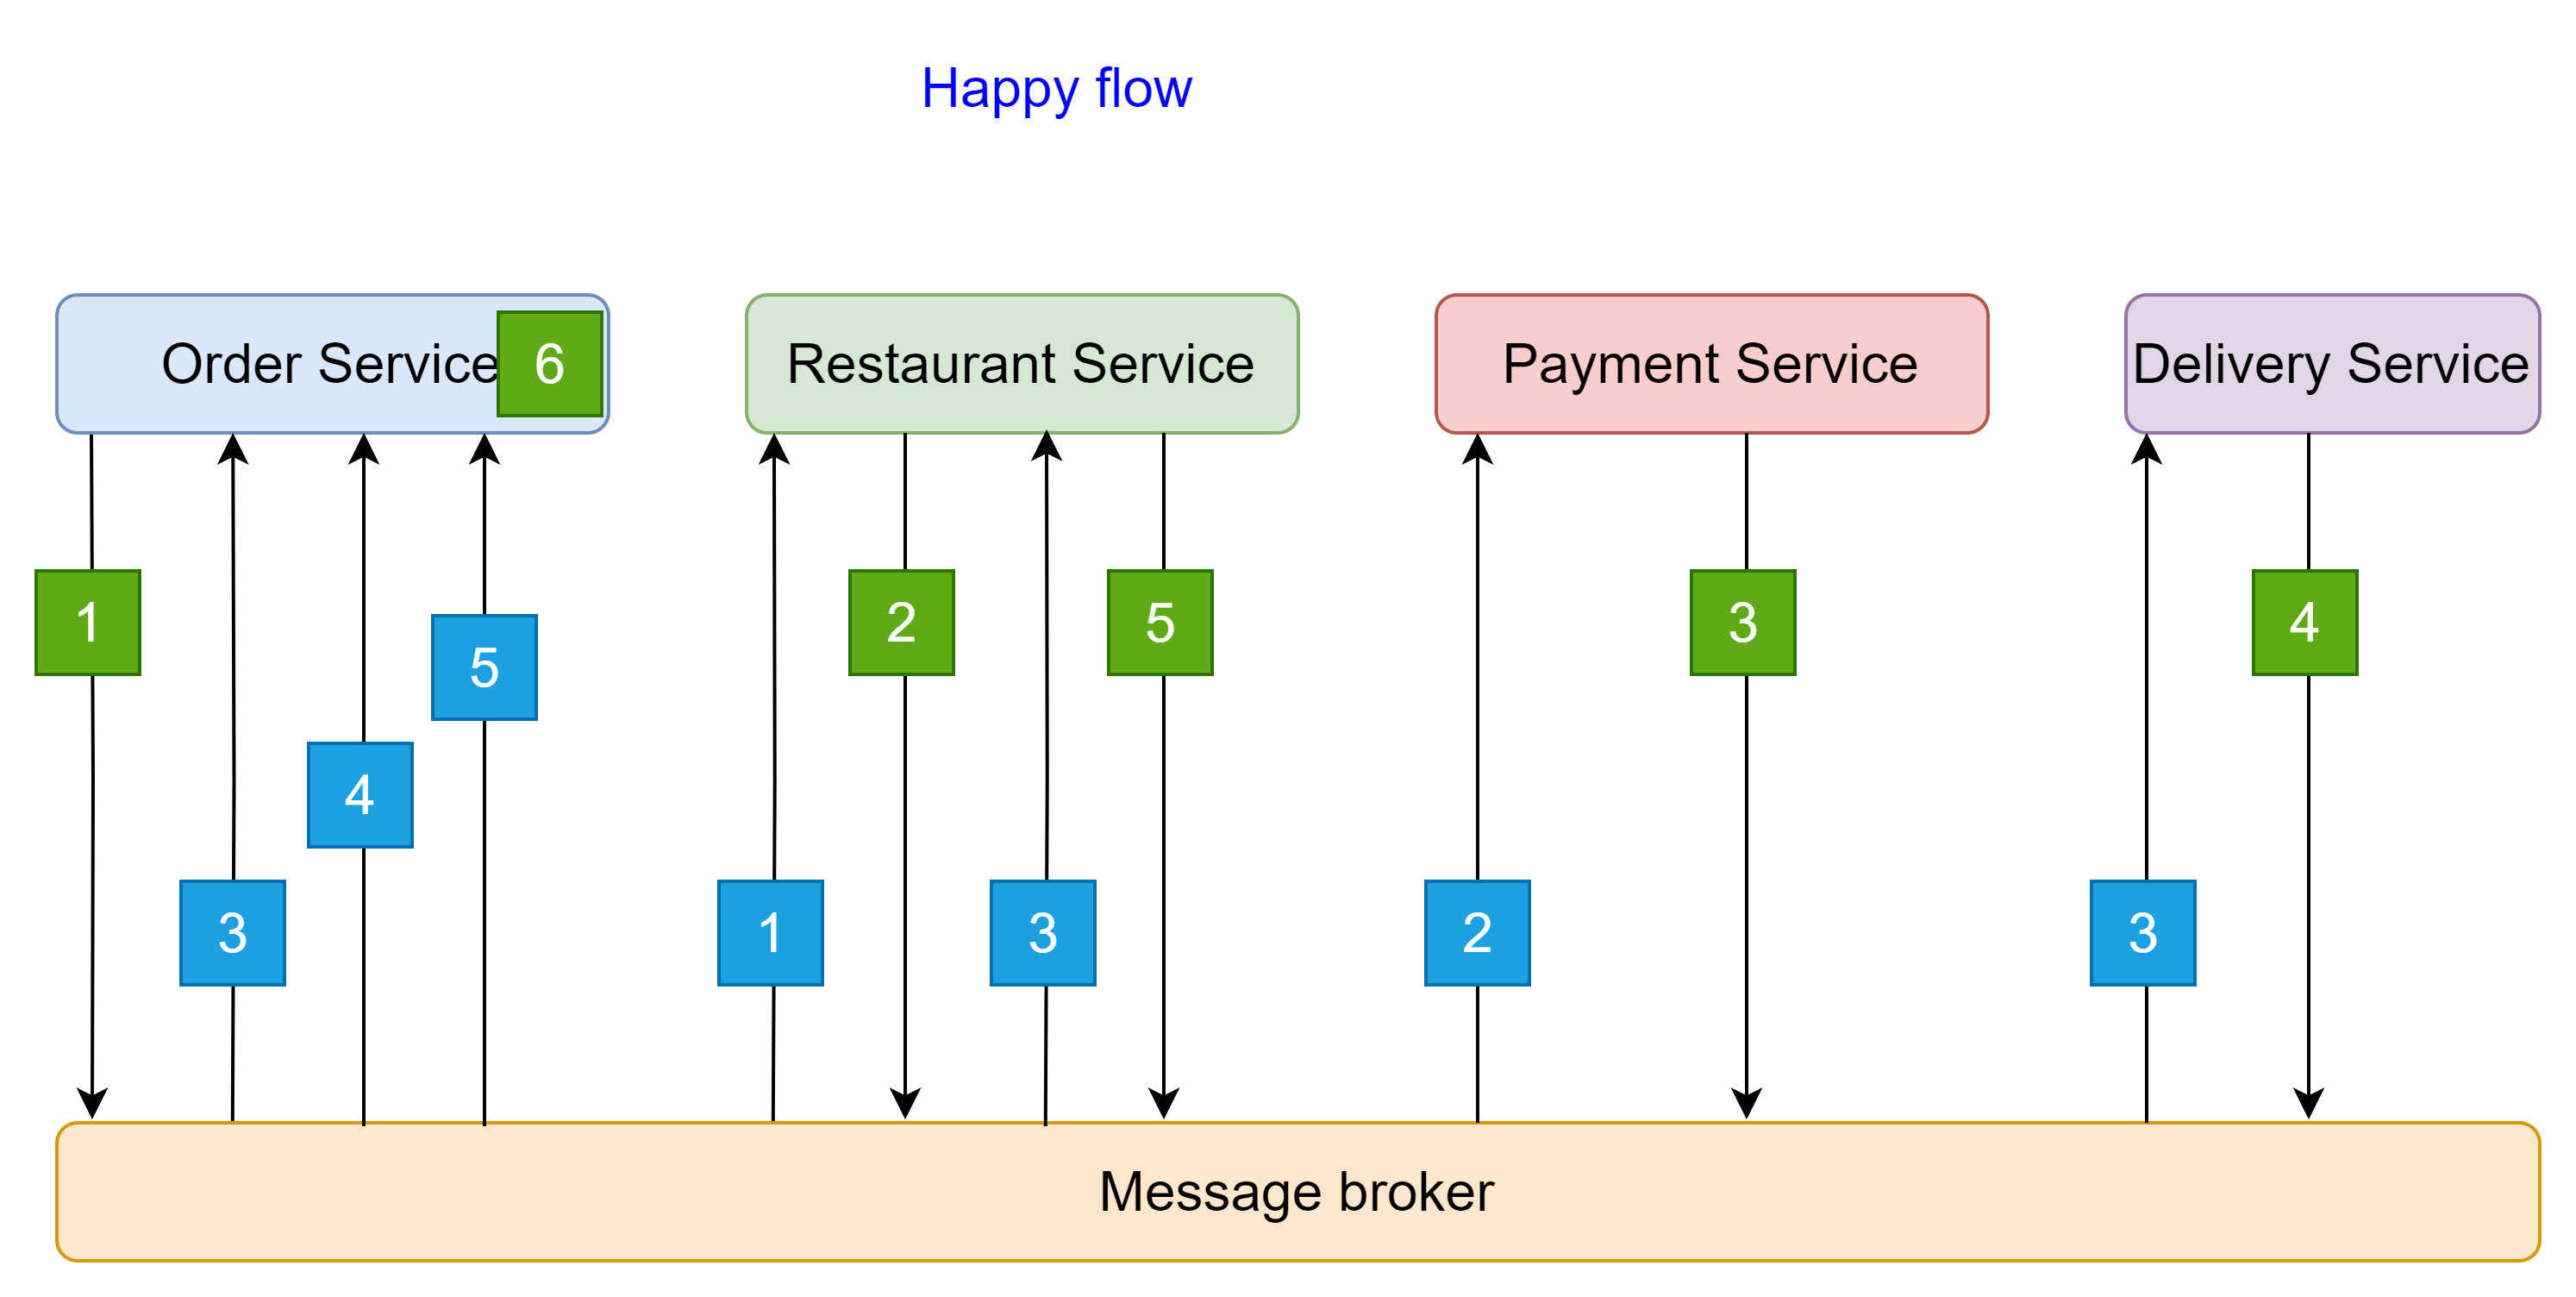 Happy flow
Order Service
6
Restaurant Service
Payment Service
Delivery Service
1
2
5
3
4
5
4
3
1
3
2
3
Message broker